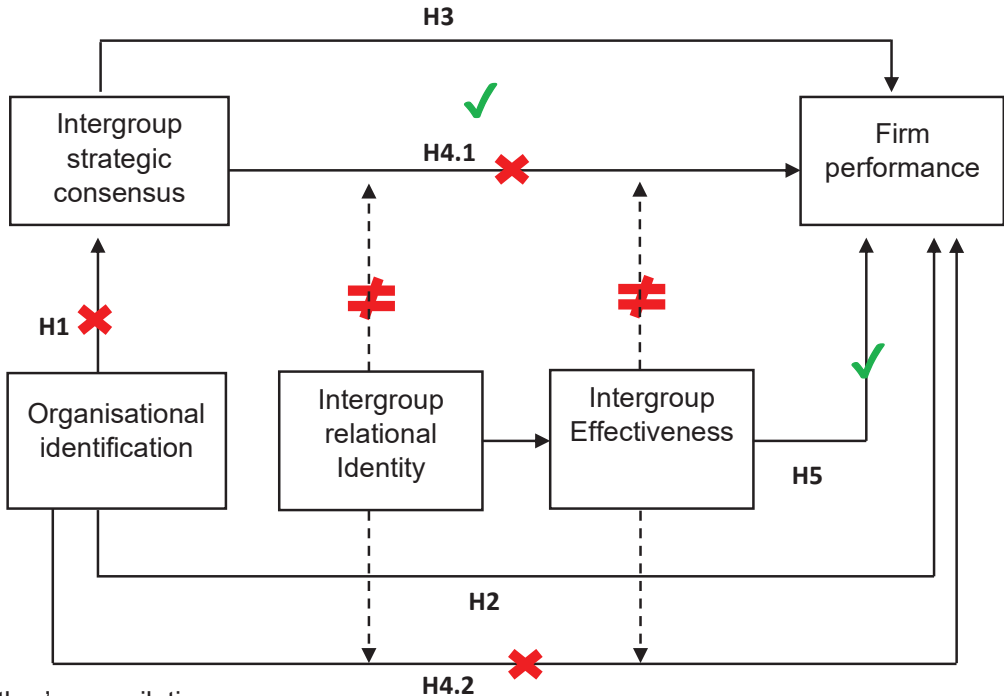 H3
Intergroup
strategic
consensus
Firm
performance
H4.1
H1
Organisational
identification
Intergroup
relational
Identity
Intergroup
Effectiveness
H5
H2
H4.2